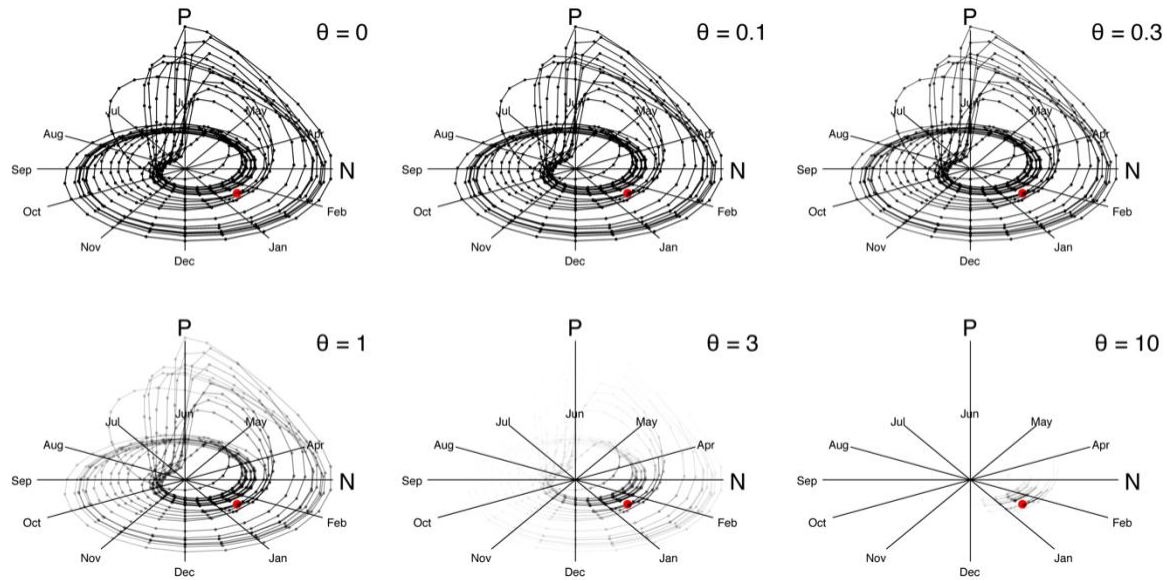 P
θ = 0
Jun
Jul
May
Aug
Apr
Sep
N
Oct
Feb
Nov
Jan
Dec
P
θ = 0.1
Jun
Jul
May
Aug
Apr
Sep
N
Oct
Feb
Nov
Jan
Dec
P
θ = 0.3
Jun
Jul
May
Aug
Apr
Sep
N
Oct
Feb
Nov
Jan
Dec
P
θ = 1
Jun
Jul
May
Aug
Apr
Sep
N
Oct
Feb
Nov
Jan
Dec
P
θ = 3
Jun
Jul
May
Aug
Apr
Sep
N
Oct
Feb
Nov
Jan
Dec
P
θ = 10
Jun
Jul
May
Aug
Apr
Sep
N
Oct
Feb
Nov
Jan
Dec